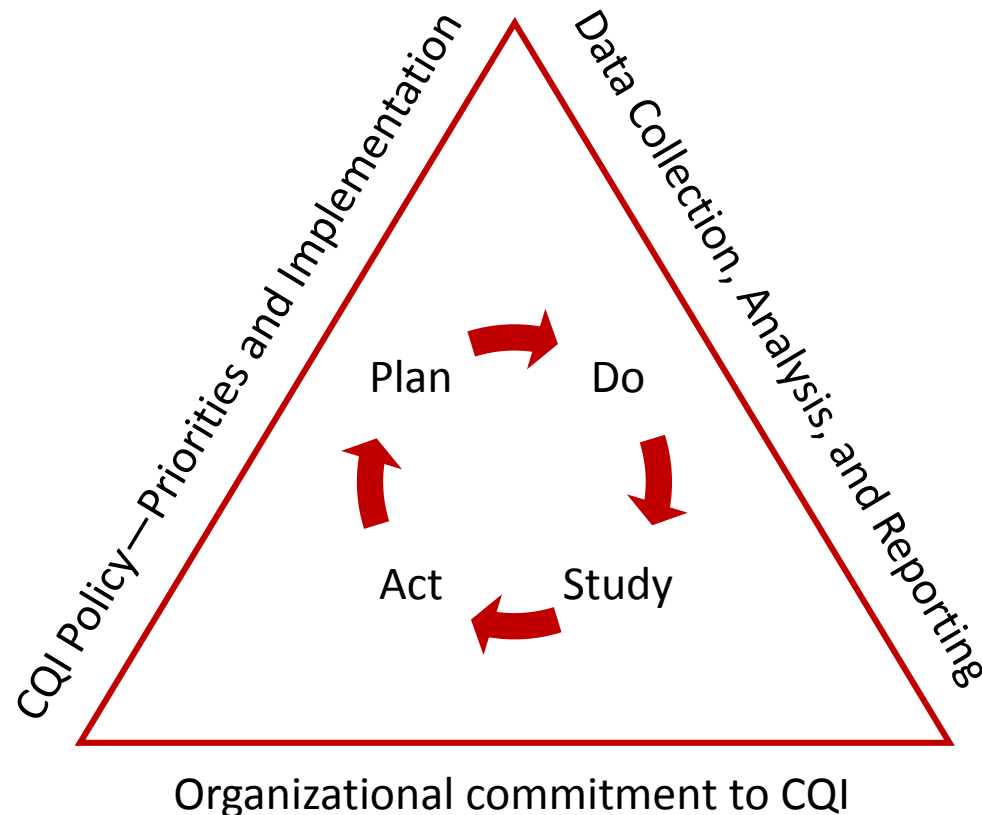 CQI Policy—Priorities and Implementation
Data Collection, Analysis, and Reporting
Plan
Do
Act
Study
Organizational commitment to CQI